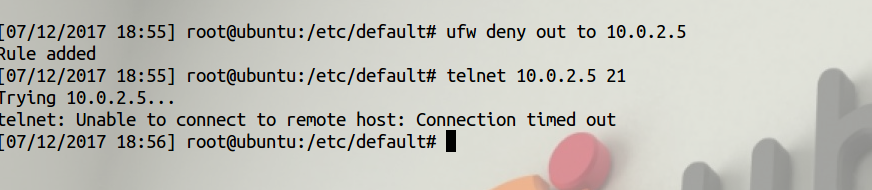 [07/12/2017 18:55] root@ubuntu:/etc/default# ufw deny out to 10.0.2.5
Rule added
[07/12/2017 18:55] root@ubuntu:/etc/default# telnet 10.0.2.5 21
Trying 10.0.2.5...
telnet: Unable to connect to remote host: Connection timed out
[07/12/2017 18:56] root@ubuntu:/etc/default#
ub